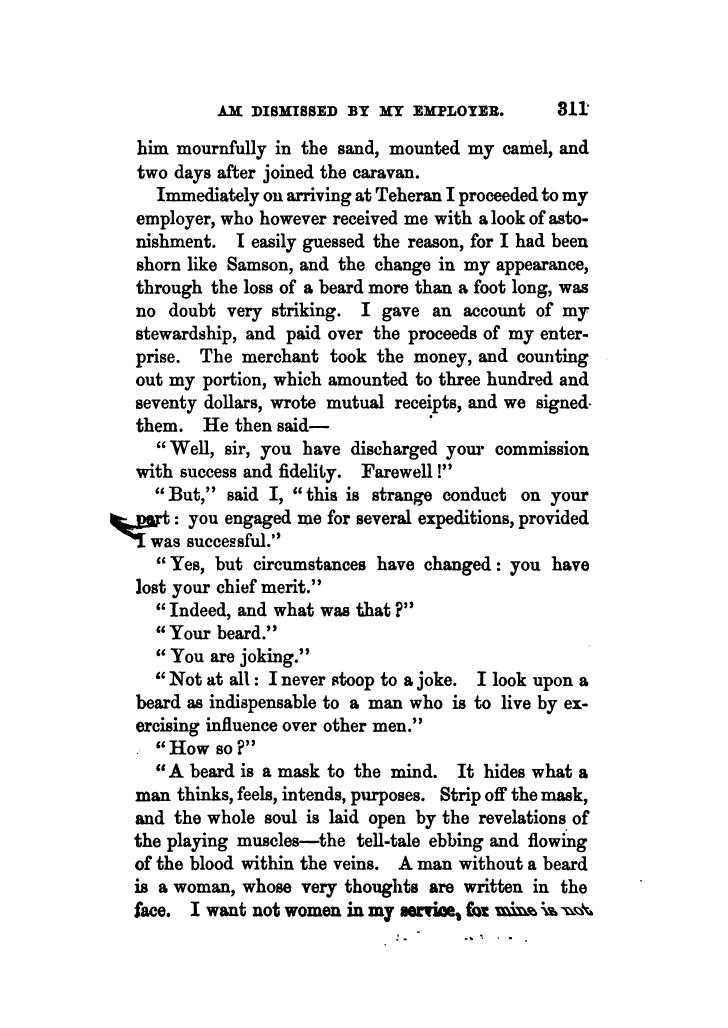 AM DISMISSED BY MY EMPLOYER. 311
him mournfully in the sand, mounted my camel, and
two days after joined the caravan.
Immediately on arriving at Teheran I proceeded to my
employer, who however received me with a look of asto-
nishment. I easily guessed the reason, for I had been
shorn like Samson, and the change in my appearance,
through the loss of a beard more than a foot long, was
no doubt very striking. I gave an account of my
stewardship, and paid over the proceeds of my enter-
prise. The merchant took the money, and counting
out my portion, which amounted to three hundred and
seventy dollars, wrote mutual receipts, and we signed
them. He then said—
"Well, sir, you have discharged your commission
with success and fidelity. Farewell!"
"But," said I, "this is strange conduct on your
part: you engaged me for several expeditions, provided
I was successful."
"Yes, but circumstances have changed: you have
lost your chief merit."
"Indeed, and what was that?"
"Your beard."
"You are joking."
"Not at all: I never stoop to a joke. I look upon a
beard as indispensable to a man who is to live by ex-
ercising influence over other men."
"How so?"
"A beard is a mask to the mind. It hides what a
man thinks, feels, intends, purposes. Strip off the mask,
and the whole soul is laid open by the revelations of
the playing muscles—the tell-tale ebbing and flowing
of the blood within the veins. A man without a beard
is a woman, whose very thoughts are written in the
face. I want not women in my service, for mine is not